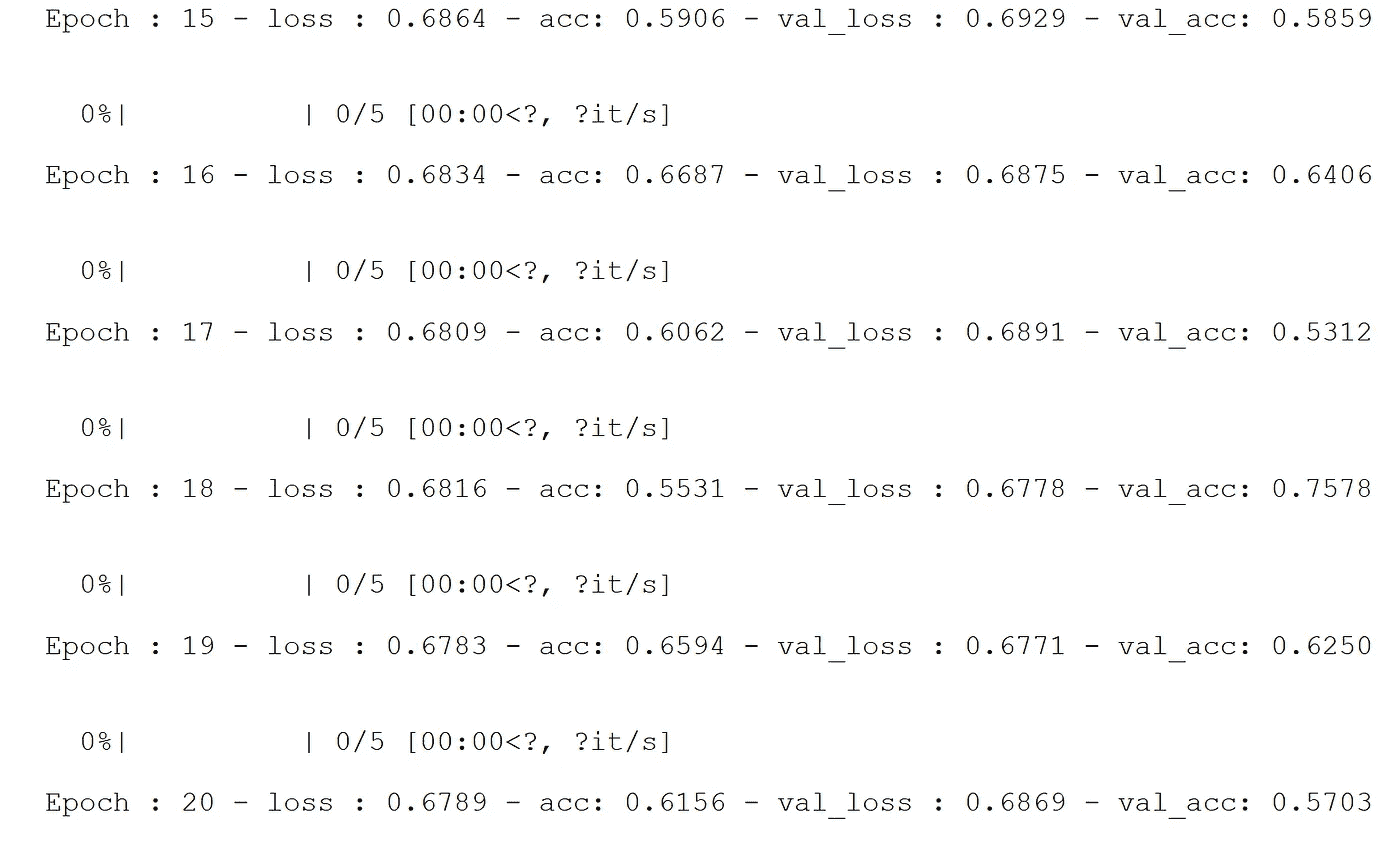 Epoch : 15 - loss : 0.6864 - acc: 0.5906 - val_loss : 0.6929 - val_acc: 0.5859
0%| | 0/5 [00:00<?, ?it/s]
Epoch : 16 - loss : 0.6834 - acc: 0.6687 - val_loss : 0.6875 - val_acc: 0.6406
0%| | 0/5 [00:00<?, ?it/s]
Epoch : 17 - loss : 0.6809 - acc: 0.6062 - val_loss : 0.6891 - val_acc: 0.5312
0%| | 0/5 [00:00<?, ?it/s]
Epoch : 18 - loss : 0.6816 - acc: 0.5531 - val_loss : 0.6778 - val_acc: 0.7578
0%| | 0/5 [00:00<?, ?it/s]
Epoch : 19 - loss : 0.6783 - acc: 0.6594 - val_loss : 0.6771 - val_acc: 0.6250
0%| | 0/5 [00:00<?, ?it/s]
Epoch : 20 - loss : 0.6789 - acc: 0.6156 - val_loss : 0.6869 - val_acc: 0.5703